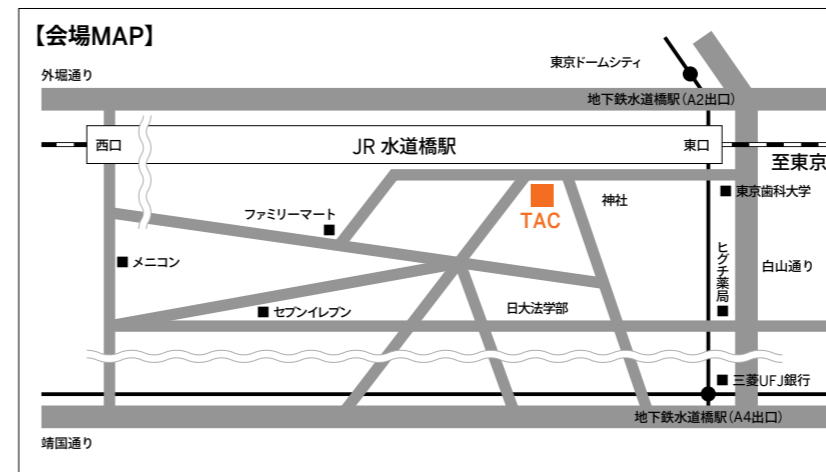 【会場MAP】
東京ドームシティ
外堀通り
地下鉄水道橋駅(A2出口)
西口
JR 水道橋駅
東口
至東京
東京歯科大学
神社
TAC
ファミリーマート
メニコン
ヒグチ薬局
白山通り
セブンイレブン
日大法学部
三菱UFJ銀行
地下鉄水道橋駅(A4出口)
靖国通り